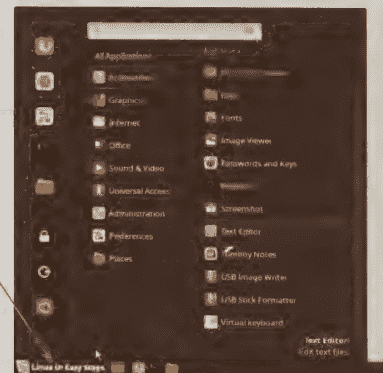 All Applications
Accessories
Graphics
Internet
Office
Sound & Video
Universal Access
Administration
Preferences
Places
Files
Fonts
Image Viewer
Passwords and Keys
Screenshot
Text Editor
Tommy Notes
USB Image Writer
USB Stick Formatter
Virtual keyboard
Text Editor
Edit text files
Linux in Easy Steps